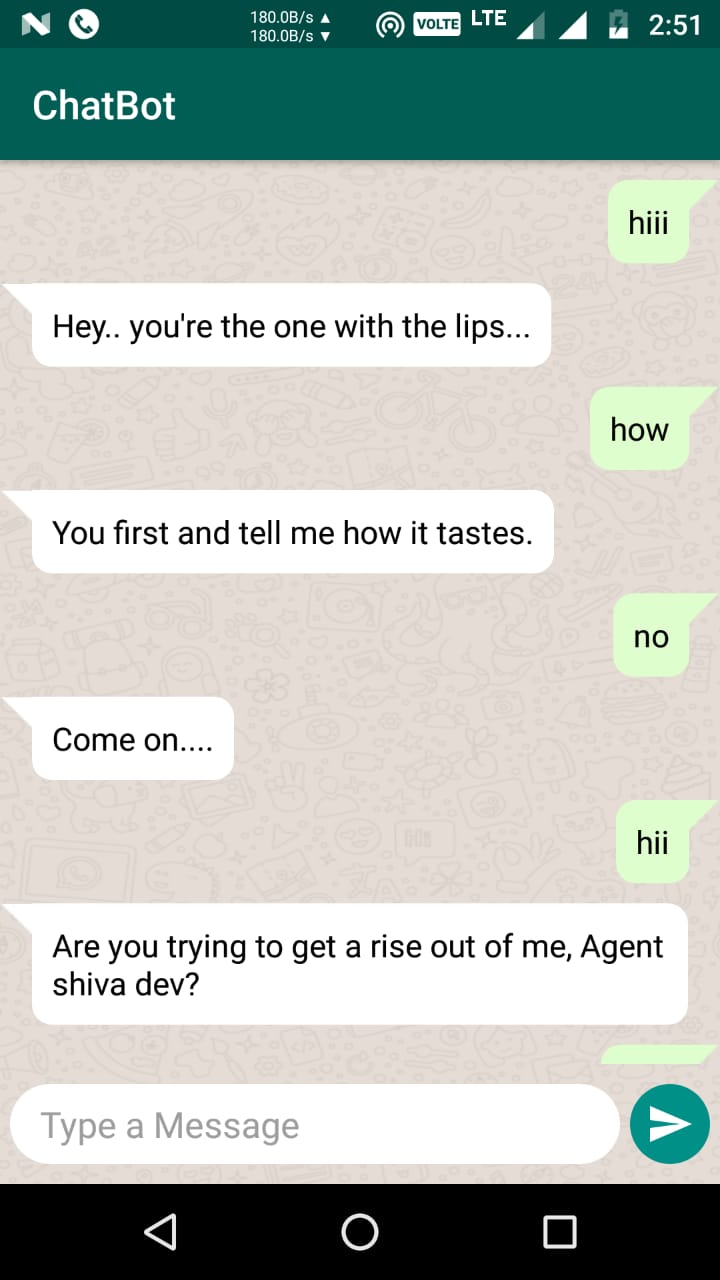 180.0B/s ▲
180.0B/s ▼
VOLTE LTE 2:51
ChatBot
hiii
Hey.. you're the one with the lips...
how
You first and tell me how it tastes.
no
Come on....
hii
Are you trying to get a rise out of me, Agent
shiva dev?
Type a Message